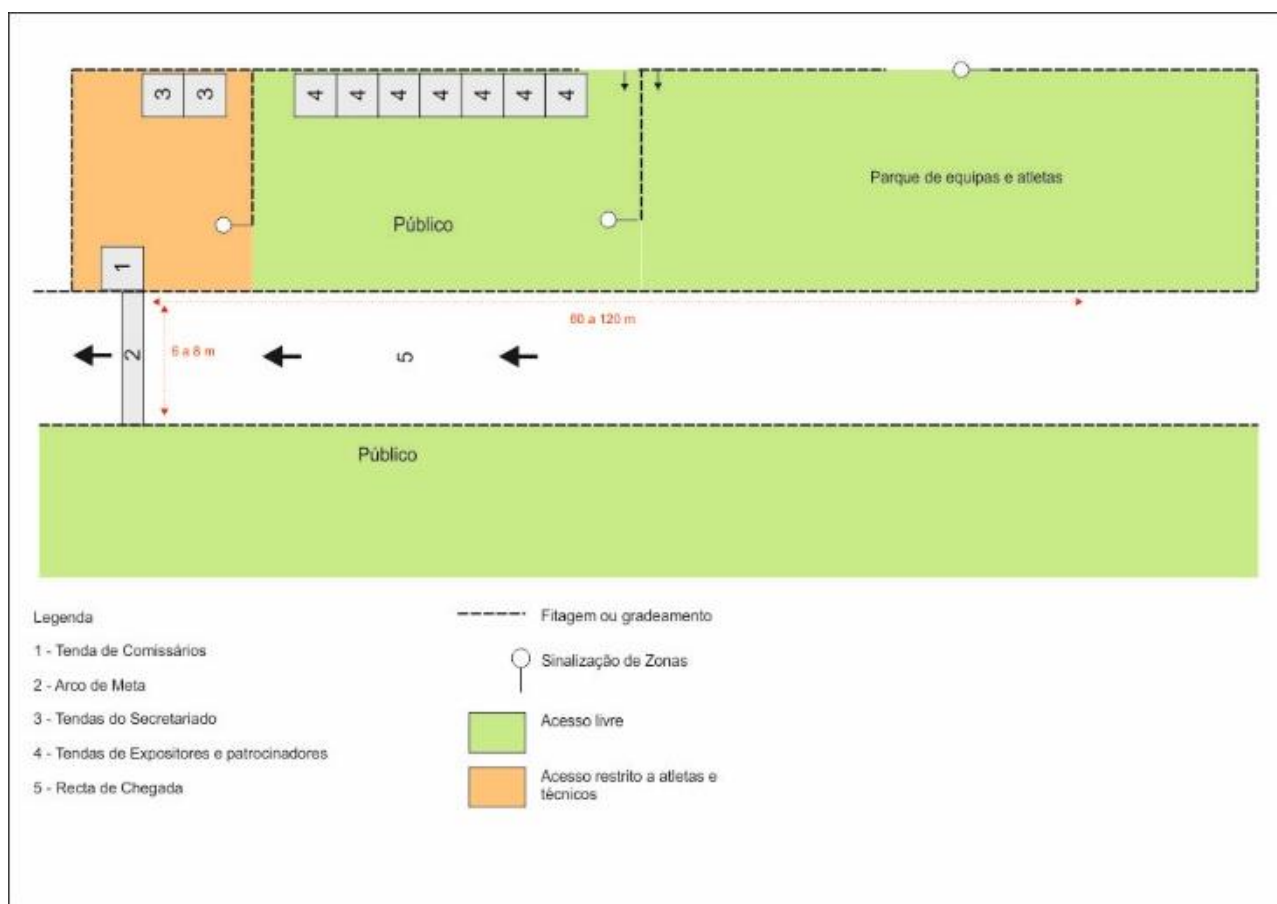 3 3
4 4 4 4 4 4 4
Parque de equipas e atletas
Público
1
60 a 120 m
2
6 a 8 m
5
Público
Legenda
1 - Tenda de Comissários
2 - Arco de Meta
3 - Tendas do Secretariado
4 - Tendas de Expositores e patrocinadores
5 - Recta de Chegada
Fitagem ou gradeamento
Sinalização de Zonas
Acesso livre
Acesso restrito a atletas e
técnicos